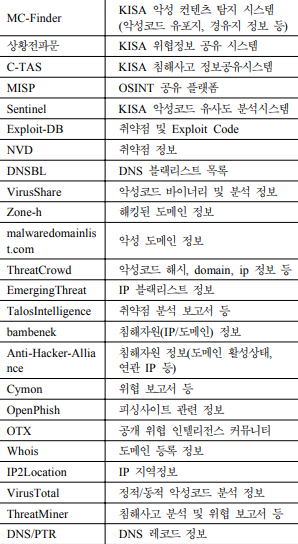 MC-Finder KISA 악성 컨텐츠 탐지 시스템
(악성코드 유포지, 경유지 정보 등)
상황전파문 KISA 위협정보 공유 시스템
C-TAS KISA 침해사고 정보공유시스템
MISP OSINT 공유 플랫폼
Sentinel KISA 악성코드 유사도 분석시스템
Exploit-DB 취약점 및 Exploit Code
NVD 취약점 정보
DNSBL DNS 블랙리스트 목록
VirusShare 악성코드 바이너리 및 분석 정보
Zone-h 해킹된 도메인 정보
malwaredomainlis
t.com 악성 도메인 정보
ThreatCrowd 악성코드 해시, domain, ip 정보 등
EmergingThreat IP 블랙리스트 정보
TalosIntelligence 취약점 분석 보고서 등
bambenek 침해자원(IP/도메인) 정보
Anti-Hacker-Allia 침해자원 정보(도메인 활성상태,
nce 연관 IP 등)
Cymon 위협 보고서 등
OpenPhish 피싱사이트 관련 정보
OTX 공개 위협 인텔리전스 커뮤니티
Whois 도메인 등록 정보
IP2Location IP 지역정보
VirusTotal 정적/동적 악성코드 분석 정보
ThreatMiner 침해사고 분석 및 위협 보고서 등
DNS/PTR DNS 레코드 정보